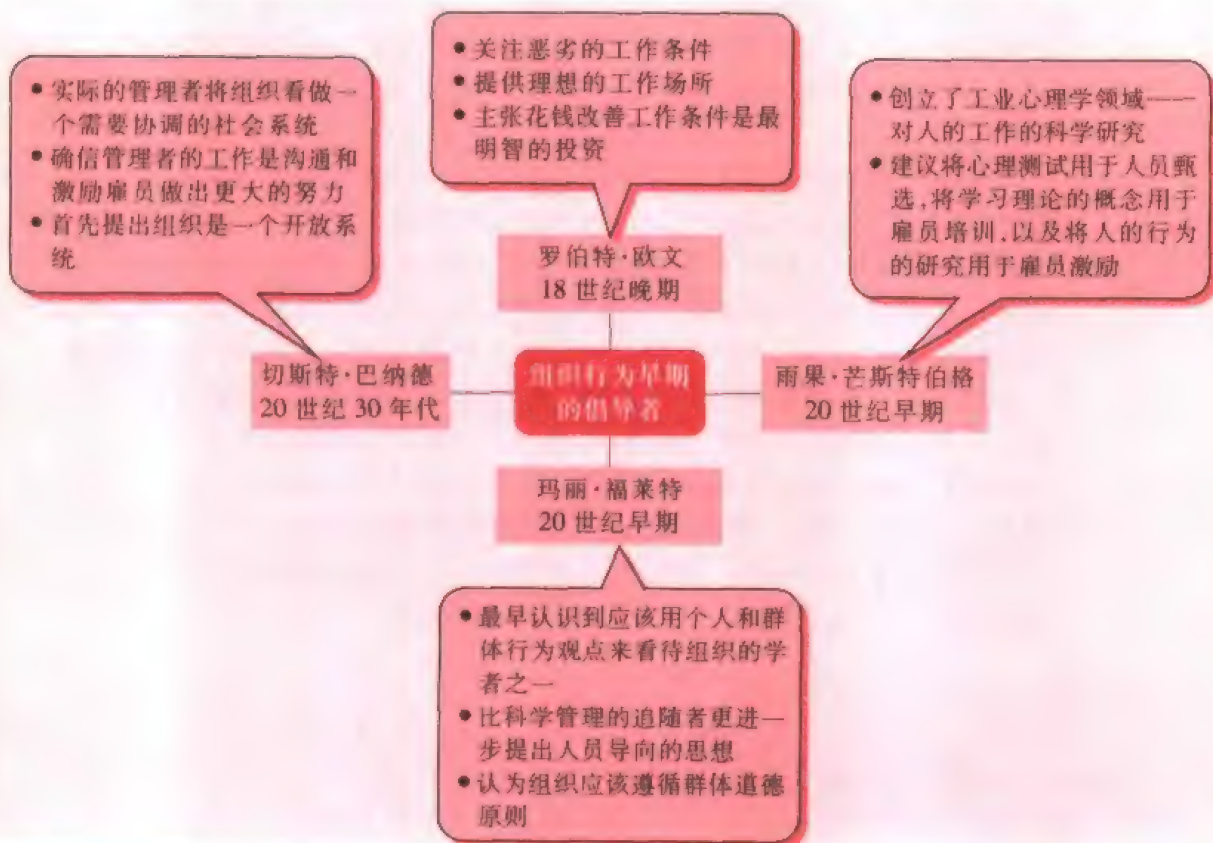 • 关注恶劣的工作条件
• 提供理想的工作场所
• 主张花钱改善工作条件是最
明智的投资
• 实际的管理者将组织看做一
个需要协调的社会系统
• 确信管理者的工作是沟通和
激励雇员做出更大的努力
• 首先提出组织是一个开放系
统
• 创立了工业心理学领域——
对人的工作的科学研究
• 建议将心理测试用于人员甄
选,将学习理论的概念用于
雇员培训,以及将人的行为
的研究用于雇员激励
罗伯特·欧文
18 世纪晚期
切斯特·巴纳德
20 世纪 30 年代
组织行为早期
的倡导者
雨果·芒斯特伯格
20 世纪早期
玛丽·福莱特
20 世纪早期
• 最早认识到应该用个人和群
体行为观点来看待组织的学
者之一
• 比科学管理的追随者更进一
步提出人员导向的思想
• 认为组织应该遵循群体道德
原则